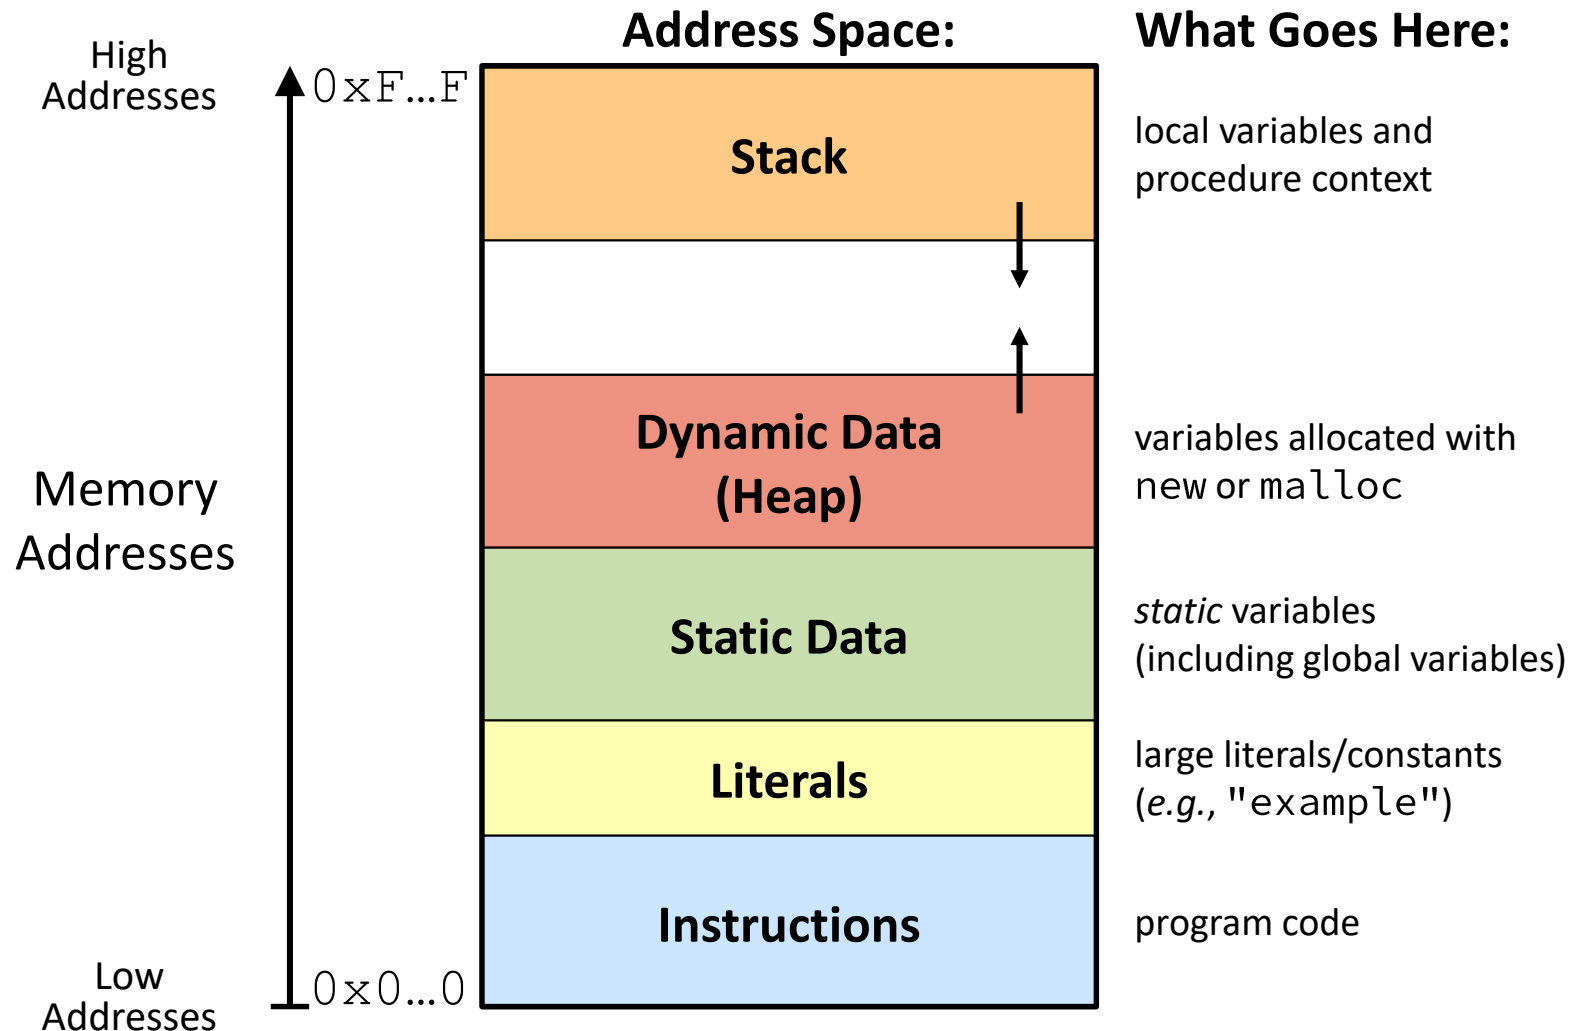 Address Space:
What Goes Here:
High
Addresses
0xF...F
Stack
local variables and
procedure context
Memory
Addresses
Dynamic Data
(Heap)
variables allocated with
new or malloc
Static Data
static variables
(including global variables)
Literals
large literals/constants
(e.g., "example")
Instructions
program code
Low
Addresses
0x0...0